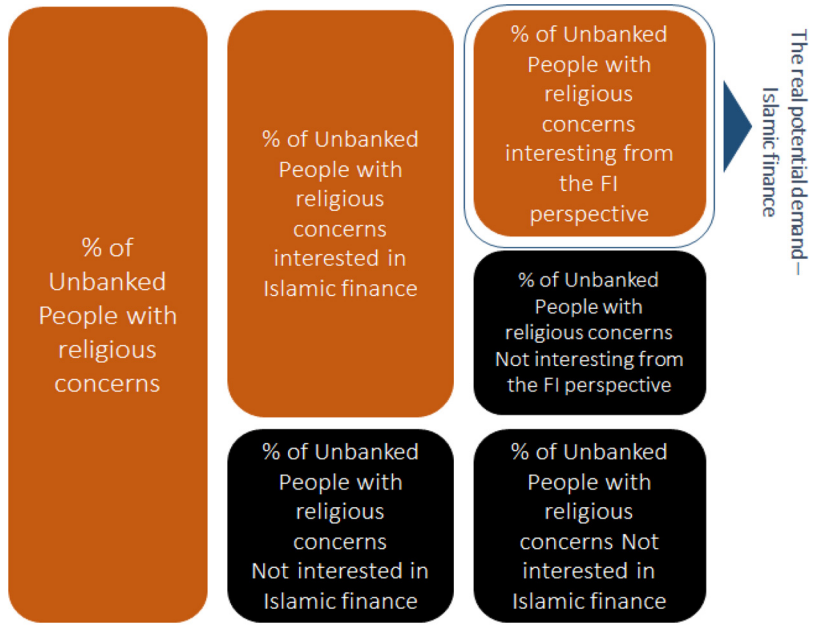 % of
Unbanked
People with
religious
concerns
% of Unbanked
People with
religious
concerns
interested in
Islamic finance
% of Unbanked
People with
religious
concerns
Not interested in
Islamic finance
% of Unbanked
People with
religious
concerns
interesting from
the FI
perspective
% of Unbanked
People with
religious concerns
Not interesting from
the FI perspective
% of Unbanked
People with
religious
concerns Not
interested in
Islamic finance
The real potential demand–
Islamic finance